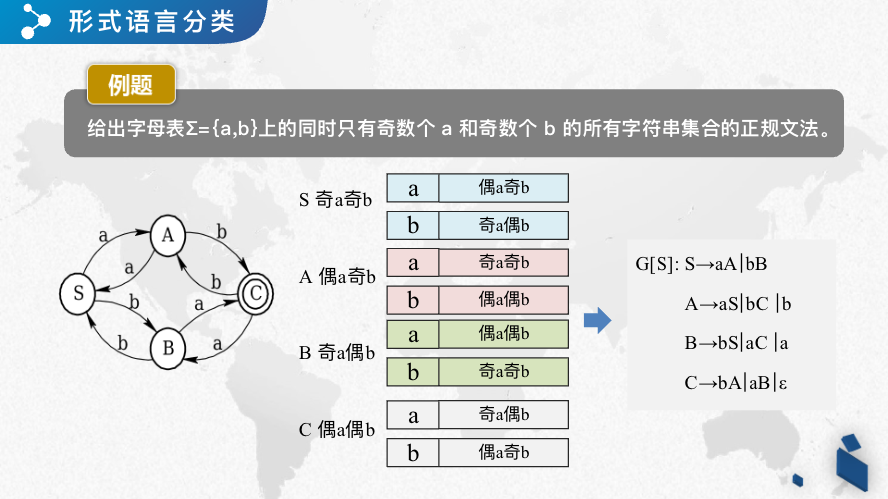 形式语言分类
例题
给出字母表Σ={a,b}上的同时只有奇数个 a 和奇数个 b 的所有字符串集合的正规文法。
S 奇a奇b
a 偶a奇b
b 奇a偶b
A 偶a奇b
a 奇a奇b
b 偶a偶b
B 奇a偶b
a 偶a偶b
b 奇a奇b
C 偶a偶b
a 奇a偶b
b 偶a奇b
S
A
B
C
a
a
b
b
b
b
a
a
G[S]: S→aA|bB
A→aS|bC |b
B→bS|aC |a
C→bA|aB|ε